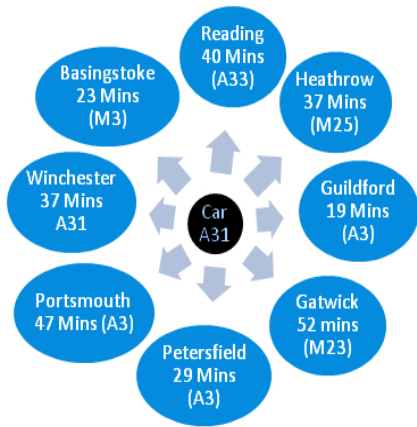 Reading
40 Mins
(A33)
Heathrow
37 Mins
(M25)
Guildford
19 Mins
(A3)
Gatwick
52 mins
(M23)
Petersfield
29 Mins
(A3)
Portsmouth
47 Mins (A3)
Winchester
37 Mins
A31
Basingstoke
23 Mins
(M3)
Car
A31